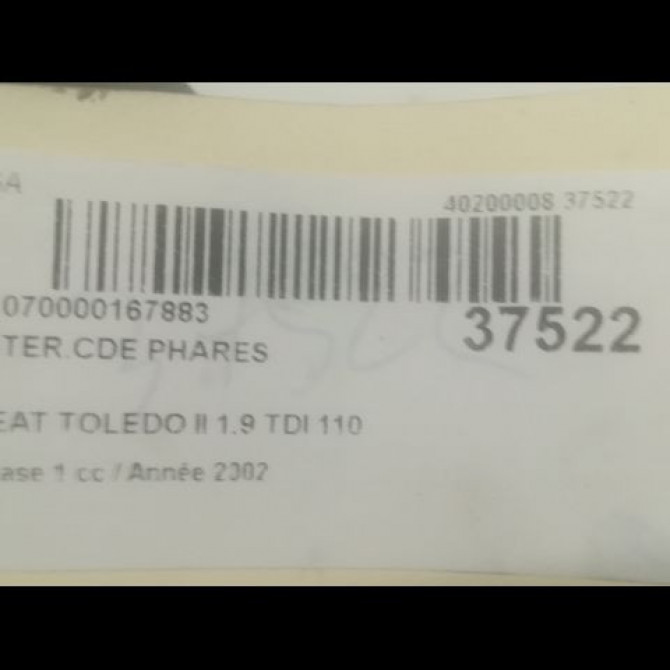 4020000S 37522
070000167883
37522
TER.CDE PHARES
EAT TOLEDO II 1.9 TDI 110
ase 1 cc / Année 2002